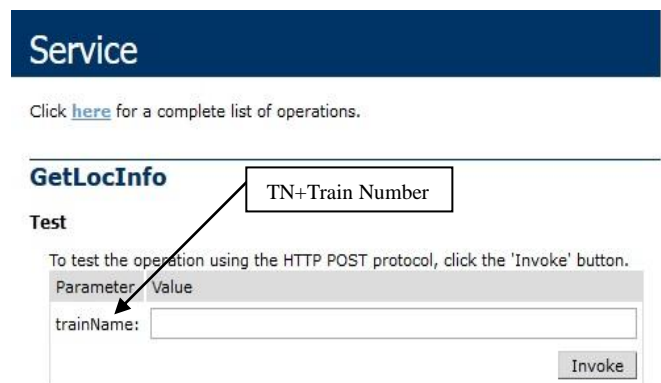 Service
Click here for a complete list of operations.
GetLocInfo
TN+Train Number
Test
To test the operation using the HTTP POST protocol, click the 'Invoke' button.
Parameter Value
trainName:
Invoke